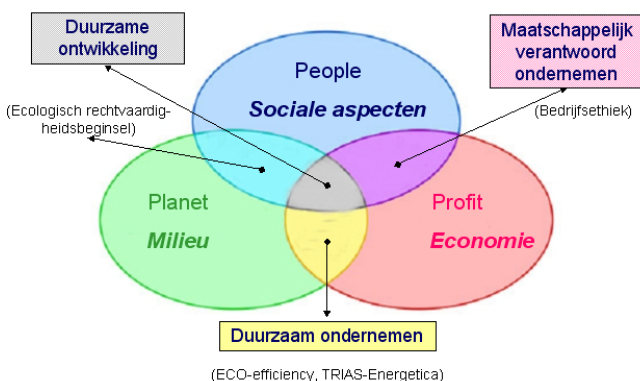 Duurzame
ontwikkeling
Maatschappelijk
verantwoord
ondernemen
People
Sociale aspecten
(Ecologisch rechtvaardig-
heidsbeginsel)
(Bedrijfsethiek)
Planet
Milieu
Profit
Economie
Duurzaam ondernemen
(ECO-efficiency, TRIAS-Energetica)